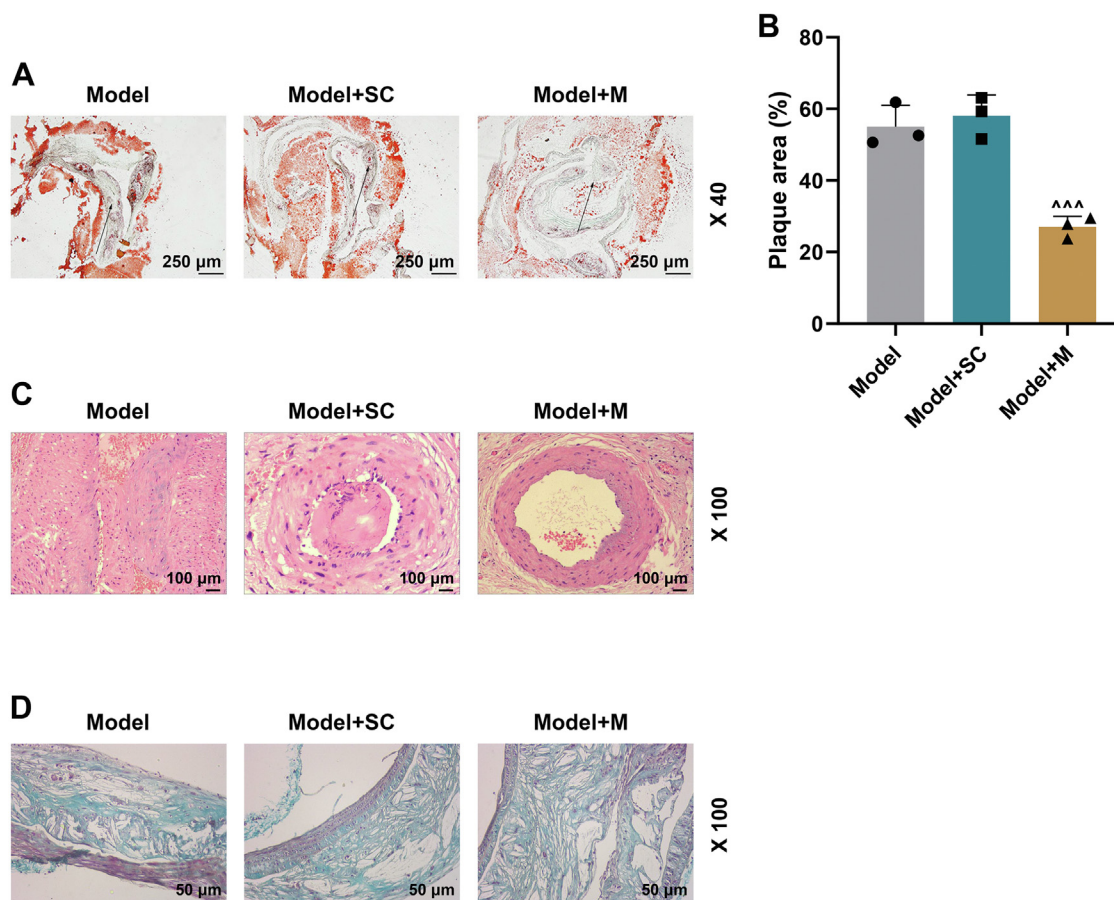 A
Model
Model+SC
Model+M
250 µm
250 µm
250 µm
X 40
B
Plaque area (%)
80
60
40
20
0
^^^
Model
Model+SC
Model+M
C
Model
Model+SC
Model+M
100 µm
100 µm
100 µm
X 100
D
Model
Model+SC
Model+M
50 µm
50 µm
50 µm
X 100